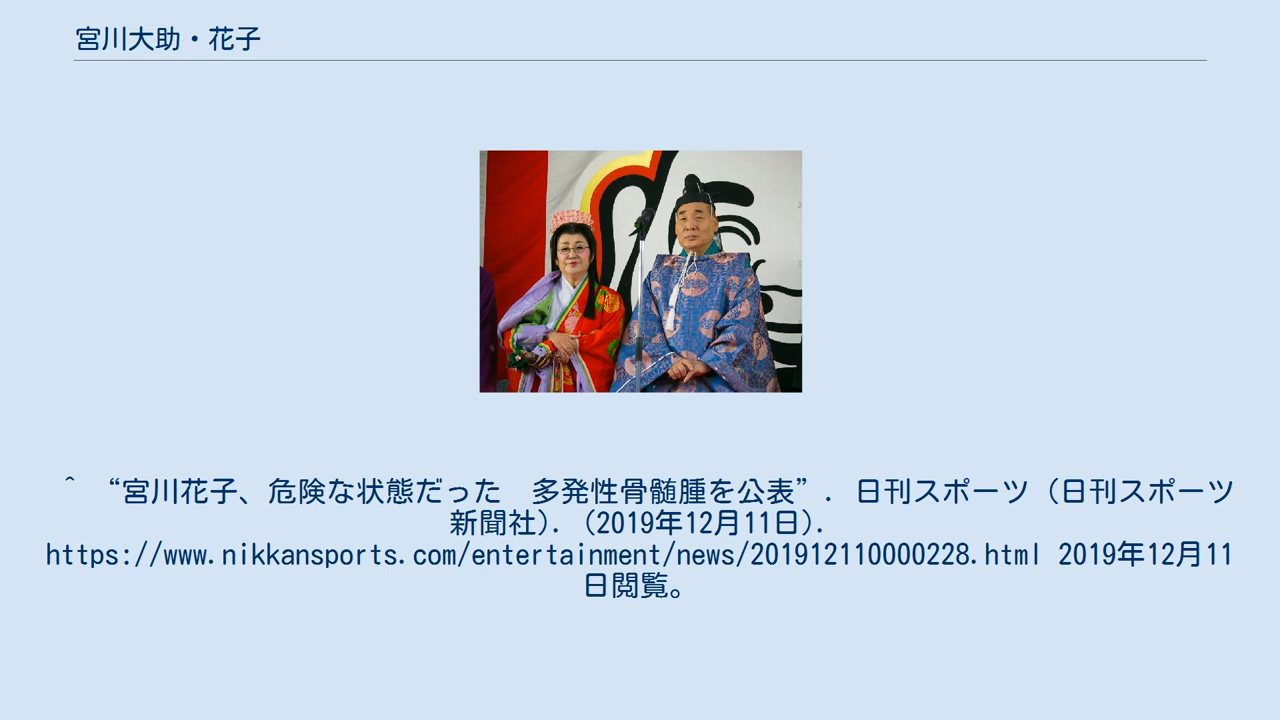 宮川大助・花子
^ “宮川花子、危険な状態だった　多発性骨髄腫を公表”. 日刊スポーツ (日刊スポーツ
新聞社). (2019年12月11日).
https://www.nikkansports.com/entertainment/news/201912110000228.html 2019年12月11
日閲覧。